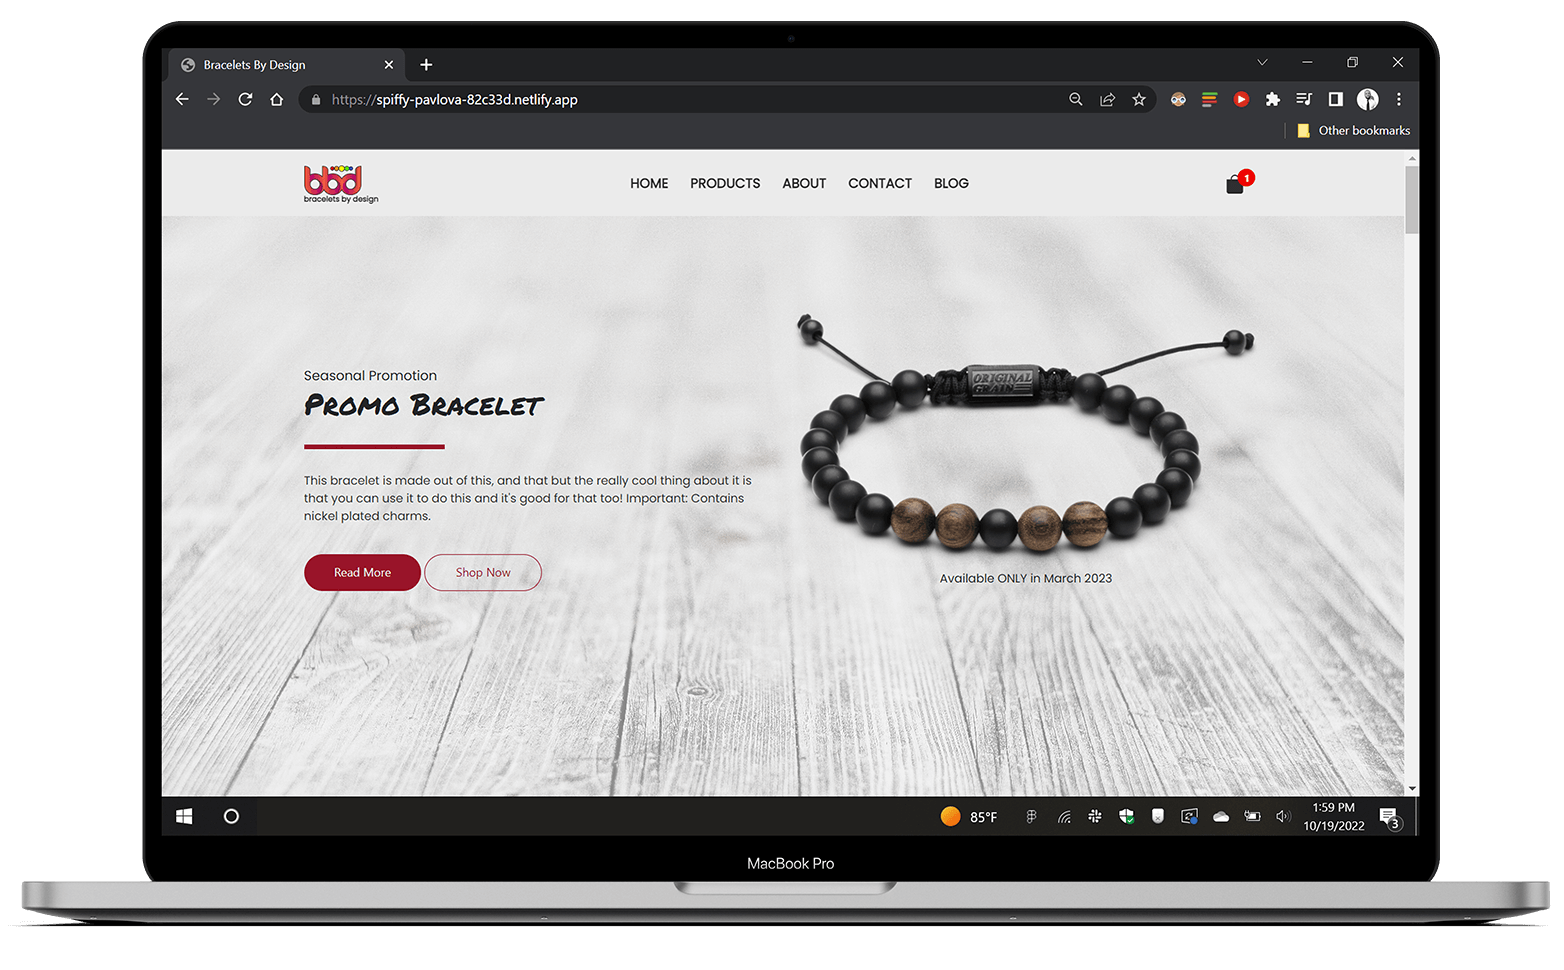 Bracelets By Design
https://spiffy-pavlova-82c33d.netlify.app
Other bookmarks
bbd
bracelets by design
HOME PRODUCTS ABOUT CONTACT BLOG
1
Seasonal Promotion
Promo Bracelet
This bracelet is made out of this, and that but the really cool thing about it is
that you can use it to do this and it's good for that too! Important: Contains
nickel plated charms.
Read More Shop Now
ORIGINAL
GRAIN
Available ONLY in March 2023
85°F
1:59 PM
10/19/2022
3
MacBook Pro